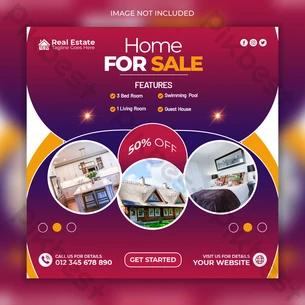 IMAGE NOT INCLUDED
Real Estate
Tagline Goes Here
Home
FOR SALE
FEATURES
3 Bed Room
Swimming Pool
1 Living Room
Guest House
50% OFF
CALL US FOR DETAILS
012 345 678 890
GET STARTED
VISIT US FOR DETAILS
YOUR WEBSITE